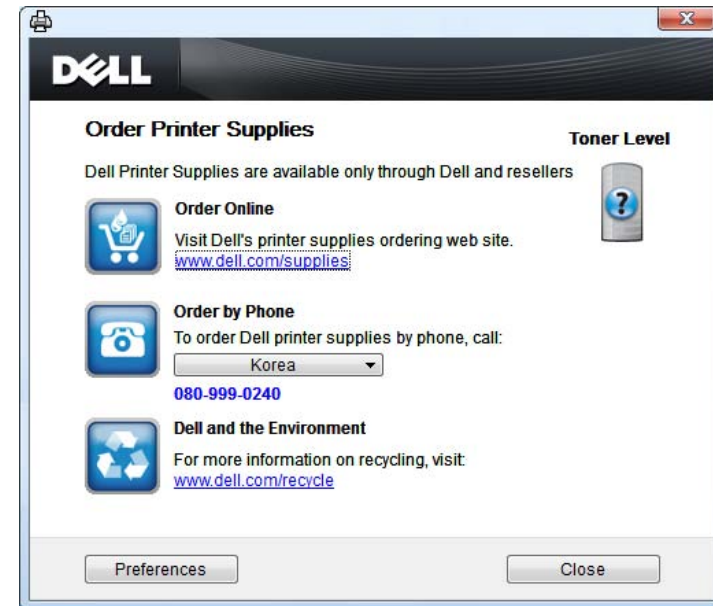 DELL
Order Printer Supplies
Toner Level
Dell Printer Supplies are available only through Dell and resellers
?
Order Online
Visit Dell's printer supplies ordering web site.
www.dell.com/supplies
Order by Phone
To order Dell printer supplies by phone, call:
Korea
080-999-0240
Dell and the Environment
For more information on recycling, visit:
www.dell.com/recycle
Preferences
Close